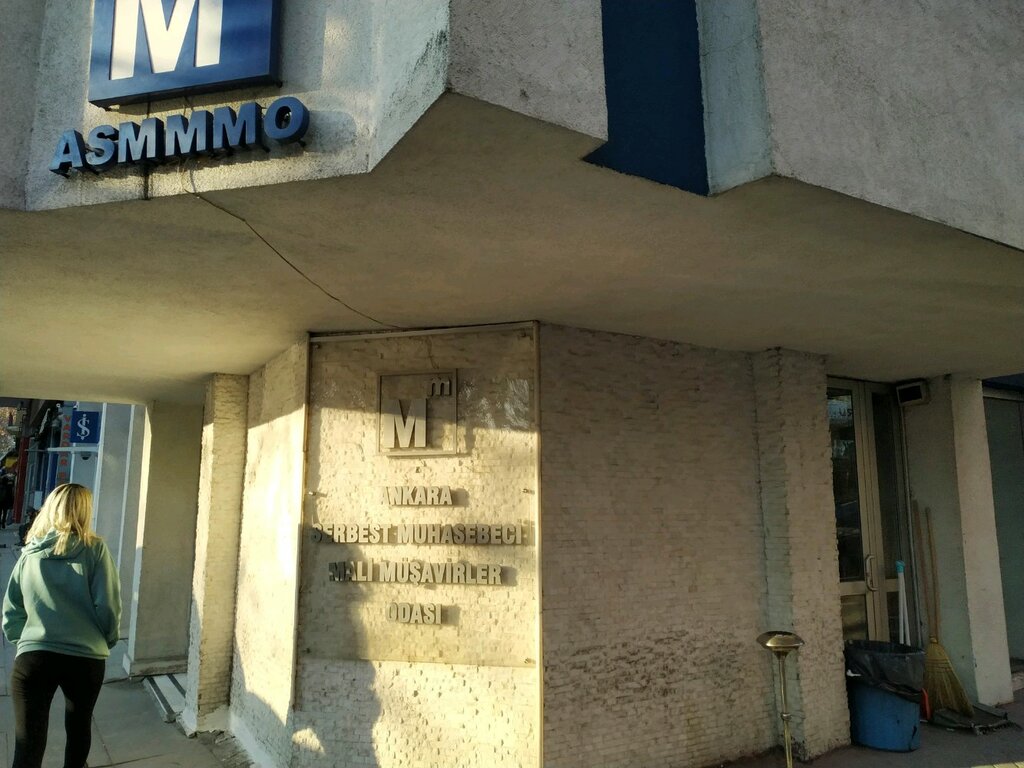 M
ASMMMO
m
M
ANKARA
SERBEST MUHASEBECİ
MALİ MÜŞAVİRLER
ODASI